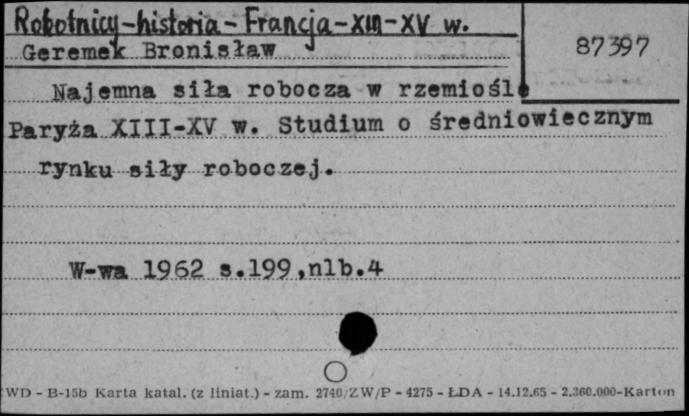 Robotnicy-historia-Francja-XIII-XV w.
Geremek Bronisław
87397
Najemna siła robocza w rzemiośle
Paryża XIII-XV w. Studium o średniowiecznym
rynku siły roboczej.
W-wa 1962 s.199,nlb.4
WD - B-15b Karta katal. (z liniat.) - zam. 2740/ZW/P - 4275 - ŁDA - 14.12.65 - 2.360.000-Karton